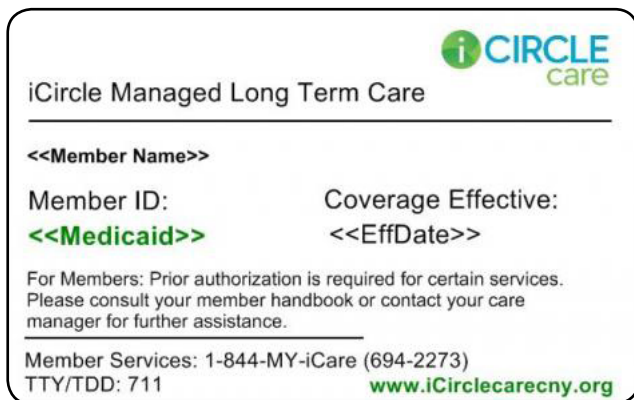 iCIRCLE
care
iCircle Managed Long Term Care
<<Member Name>>
Member ID: Coverage Effective:
<<Medicaid>> <<EffDate>>
For Members: Prior authorization is required for certain services.
Please consult your member handbook or contact your care
manager for further assistance.
Member Services: 1-844-MY-iCare (694-2273)
TTY/TDD: 711 www.iCirclecarecny.org